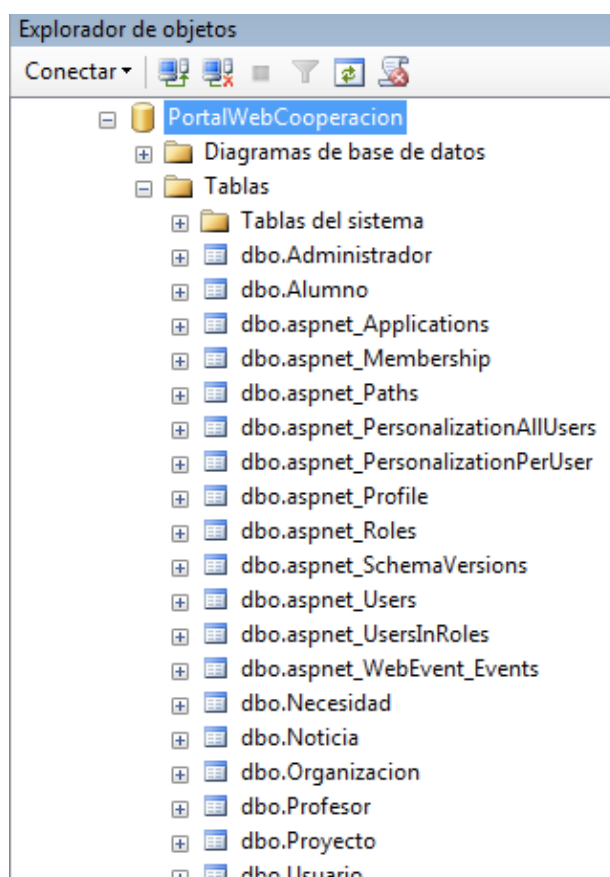 Explorador de objetos
Conectar
PortalWebCooperacion
Diagramas de base de datos
Tablas
Tablas del sistema
dbo.Administrador
dbo.Alumno
dbo.aspnet_Applications
dbo.aspnet_Membership
dbo.aspnet_Paths
dbo.aspnet_PersonalizationAllUsers
dbo.aspnet_PersonalizationPerUser
dbo.aspnet_Profile
dbo.aspnet_Roles
dbo.aspnet_SchemaVersions
dbo.aspnet_Users
dbo.aspnet_UsersInRoles
dbo.aspnet_WebEvent_Events
dbo.Necesidad
dbo.Noticia
dbo.Organizacion
dbo.Profesor
dbo.Proyecto
dbo.Usuario